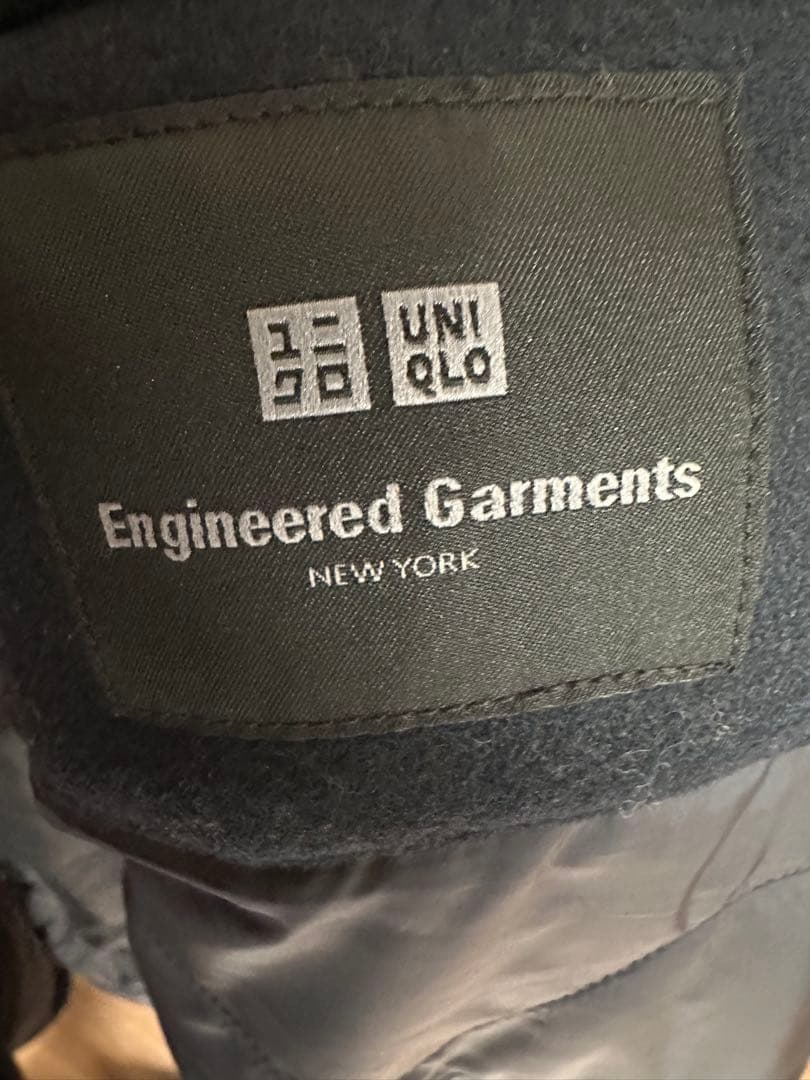 ユニ UNI
クロ QLO
Engineered Garments
NEW YORK